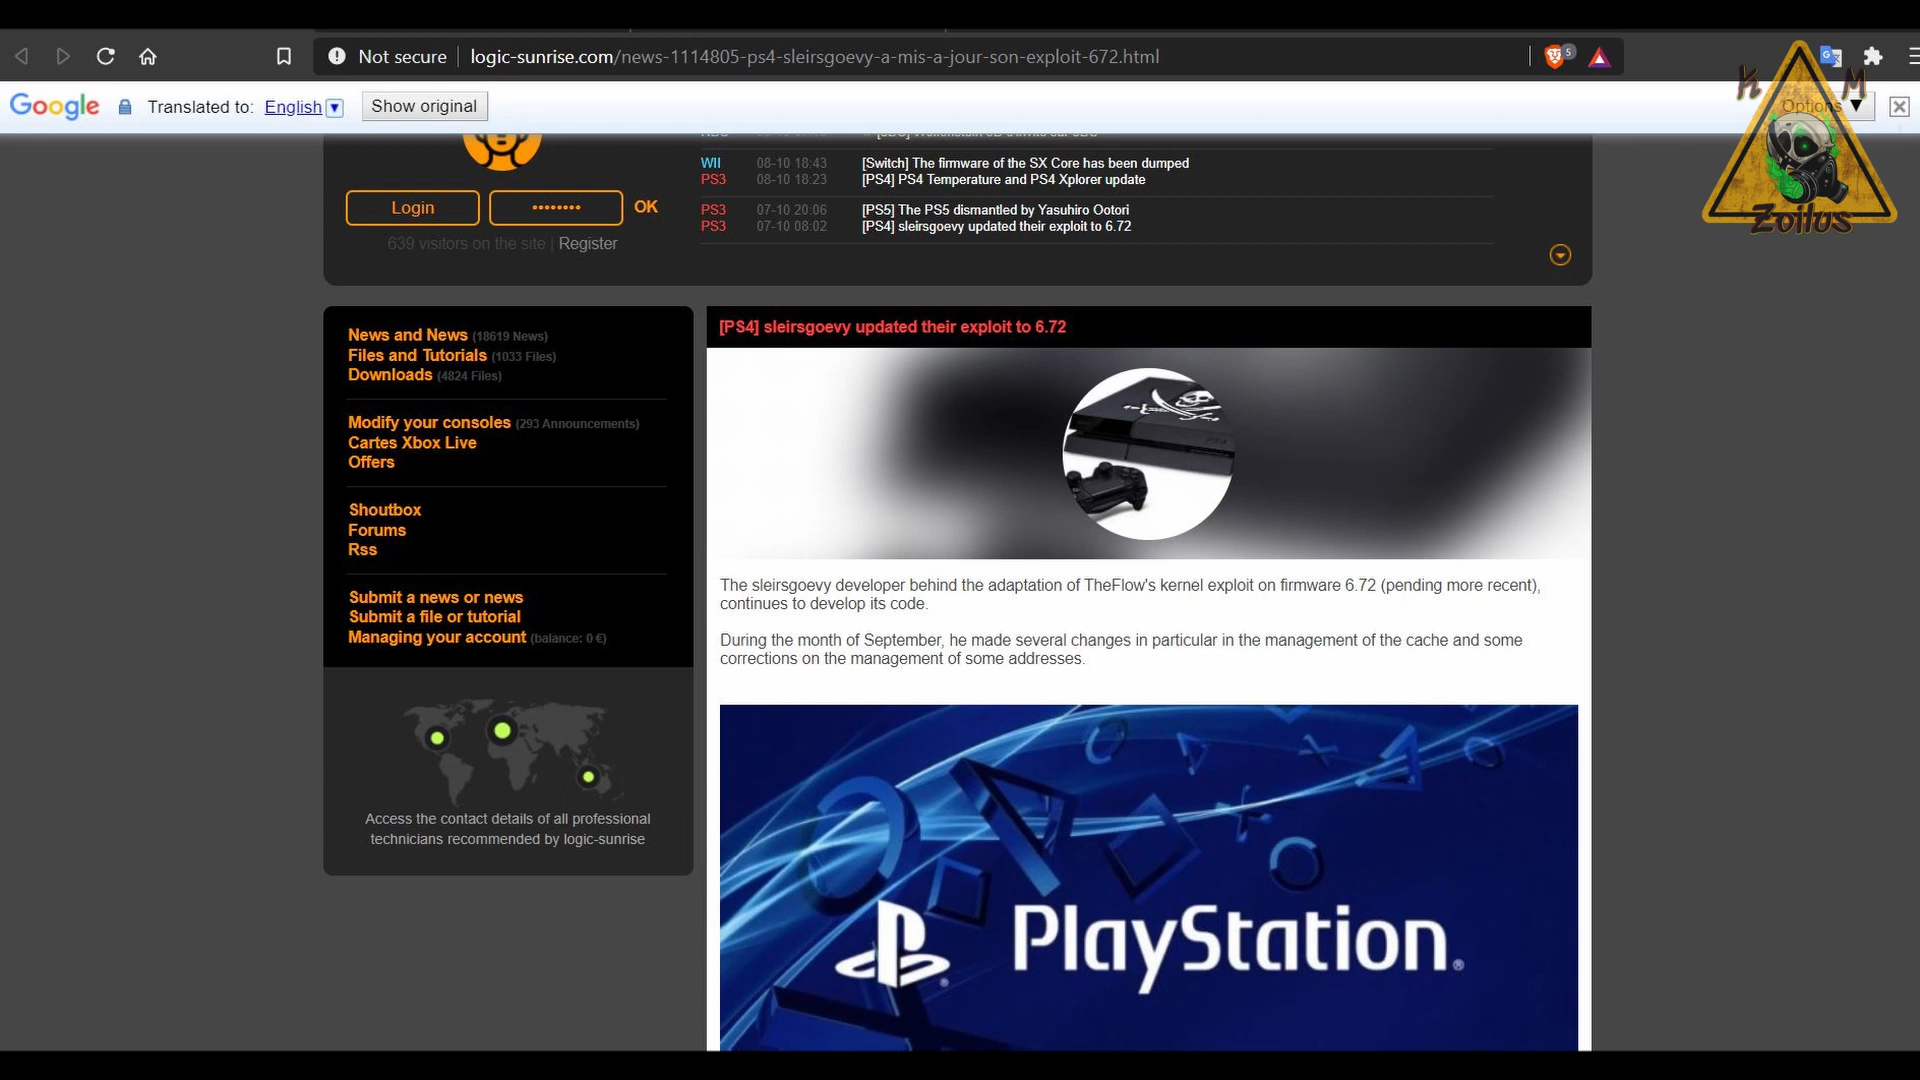 Not secure
logic-sunrise.com/news-1114805-ps4-sleirsgoevy-a-mis-a-jour-son-exploit-672.html
5
Google Translated to: English Show original Options
K M
Zoilus
WII 08-10 18:43 [Switch] The firmware of the SX Core has been dumped
PS3 08-10 18:23 [PS4] PS4 Temperature and PS4 Xplorer update
PS3 07-10 20:06 [PS5] The PS5 dismantled by Yasuhiro Ootori
PS3 07-10 08:02 [PS4] sleirsgoevy updated their exploit to 6.72
Login •••••••• OK
639 visitors on the site | Register
News and News (18619 News)
Files and Tutorials (1033 Files)
Downloads (4824 Files)
Modify your consoles (293 Announcements)
Cartes Xbox Live
Offers
Shoutbox
Forums
Rss
Submit a news or news
Submit a file or tutorial
Managing your account (balance: 0 €)
Access the contact details of all professional
technicians recommended by logic-sunrise
[PS4] sleirsgoevy updated their exploit to 6.72
The sleirsgoevy developer behind the adaptation of TheFlow's kernel exploit on firmware 6.72 (pending more recent),
continues to develop its code.
During the month of September, he made several changes in particular in the management of the cache and some
corrections on the management of some addresses.
PlayStation®